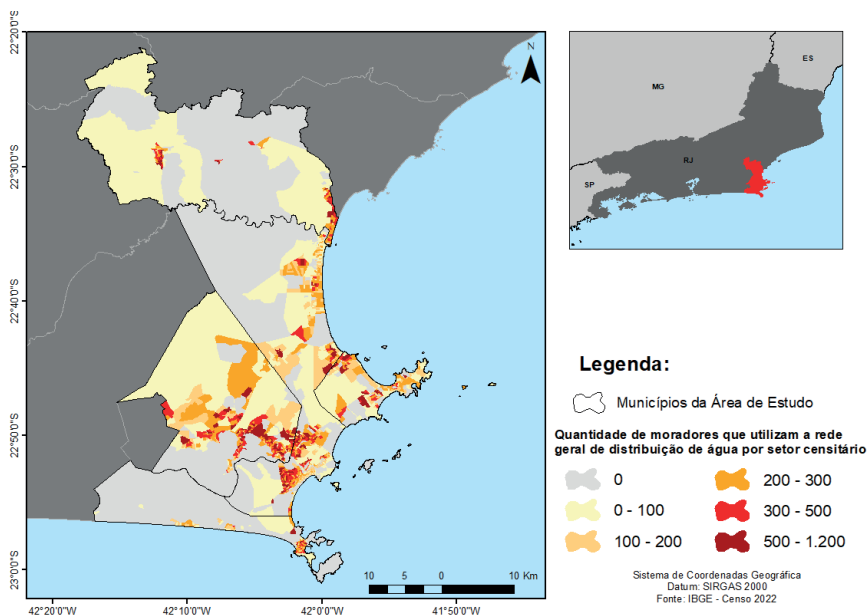 22°20'0"S
22°30'0"S
22°40'0"S
22°50'0"S
23°0'0"S
N
10 5 0 10 Km
42°20'0"W 42°10'0"W 42°0'0"W 41°50'0"W
ES
MG
RJ
SP
Legenda:
Municípios da Área de Estudo
Quantidade de moradores que utilizam a rede
geral de distribuição de água por setor censitário
0
0 - 100
100 - 200
200 - 300
300 - 500
500 - 1.200
Sistema de Coordenadas Geográfica
Datum: SIRGAS 2000
Fonte: IBGE - Censo 2022